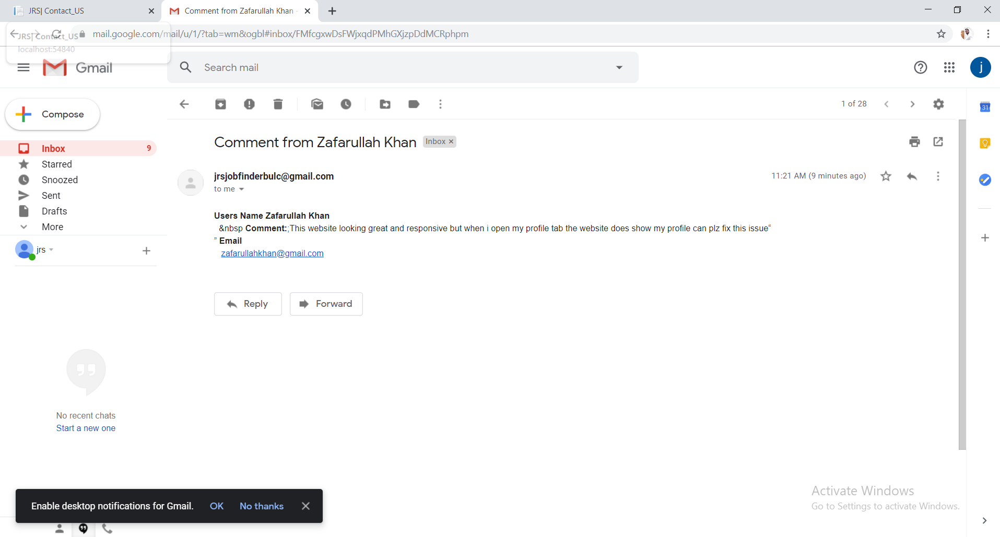 JRS| Contact_US
Comment from Zafarullah Khan -
JRS| Contact_US
localhost:54840
mail.google.com/mail/u/1/?tab=wm&ogbl#inbox/FMfcgxwDsFWjxqdPMhGXjzpDdMCRphpm
Gmail
Search mail
j
Compose
1 of 28
31
Inbox 9
Starred
Snoozed
Sent
Drafts
More
jrs
Comment from Zafarullah Khan Inbox
jrsjobfinderbulc@gmail.com
11:21 AM (9 minutes ago)
to me
Users Name Zafarullah Khan
&nbsp Comment:;This website looking great and responsive but when i open my profile tab the website does show my profile can plz fix this issue“
” Email
zafarullahkhan@gmail.com
Reply
Forward
No recent chats
Start a new one
Enable desktop notifications for Gmail. OK No thanks
Activate Windows
Go to Settings to activate Windows.